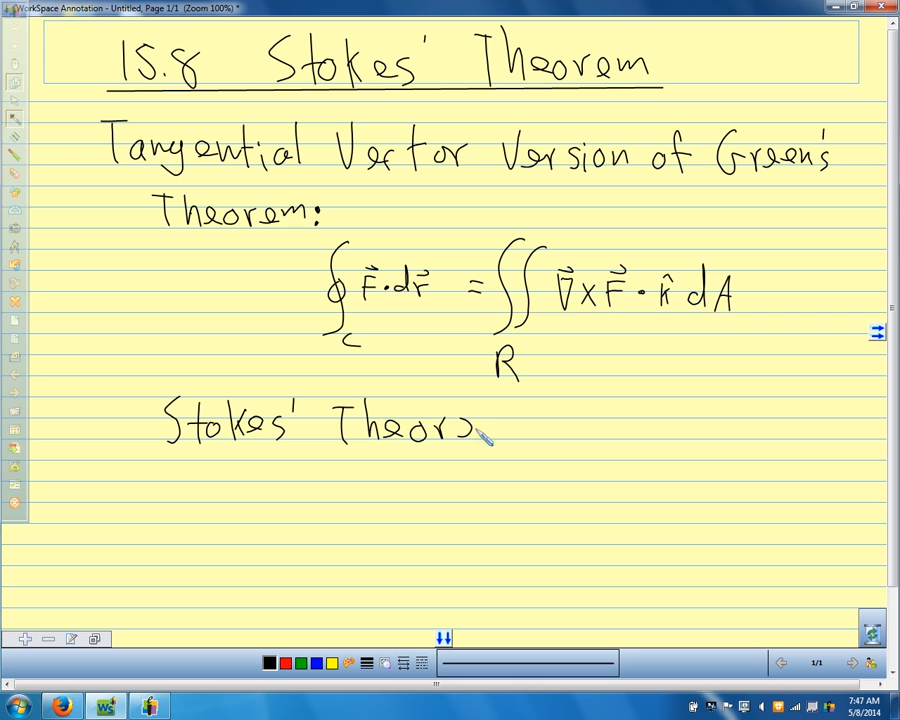 WorkSpace Annotation - Untitled, Page 1/1 (Zoom 100%) *
15.8 Stokes' Theorem
Tangential Vector Version of Green's
Theorem:
∮_C F⃗·dr⃗ = ∬_R ∇⃗×F⃗·k̂ dA
Stokes' Theore
1/1
7:47 AM
5/8/2014